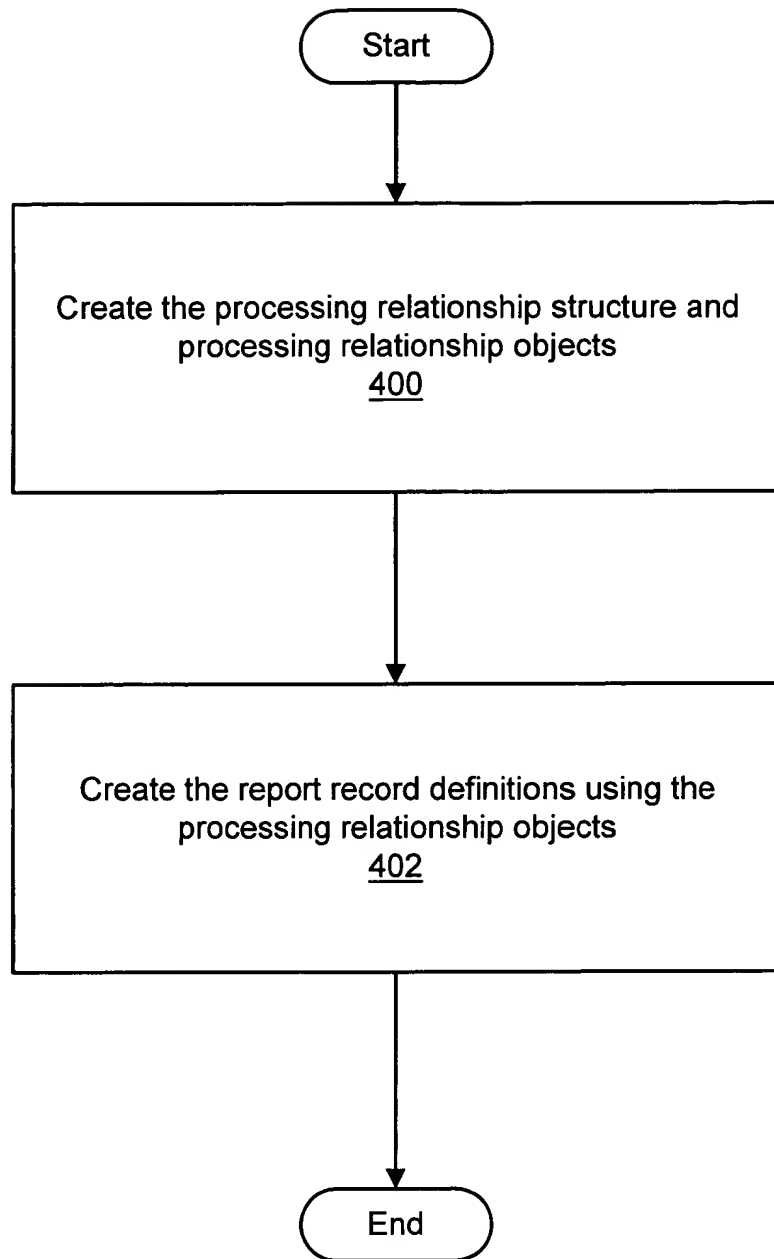 Start
Create the processing relationship structure and
processing relationship objects
400
Create the report record definitions using the
processing relationship objects
402
End